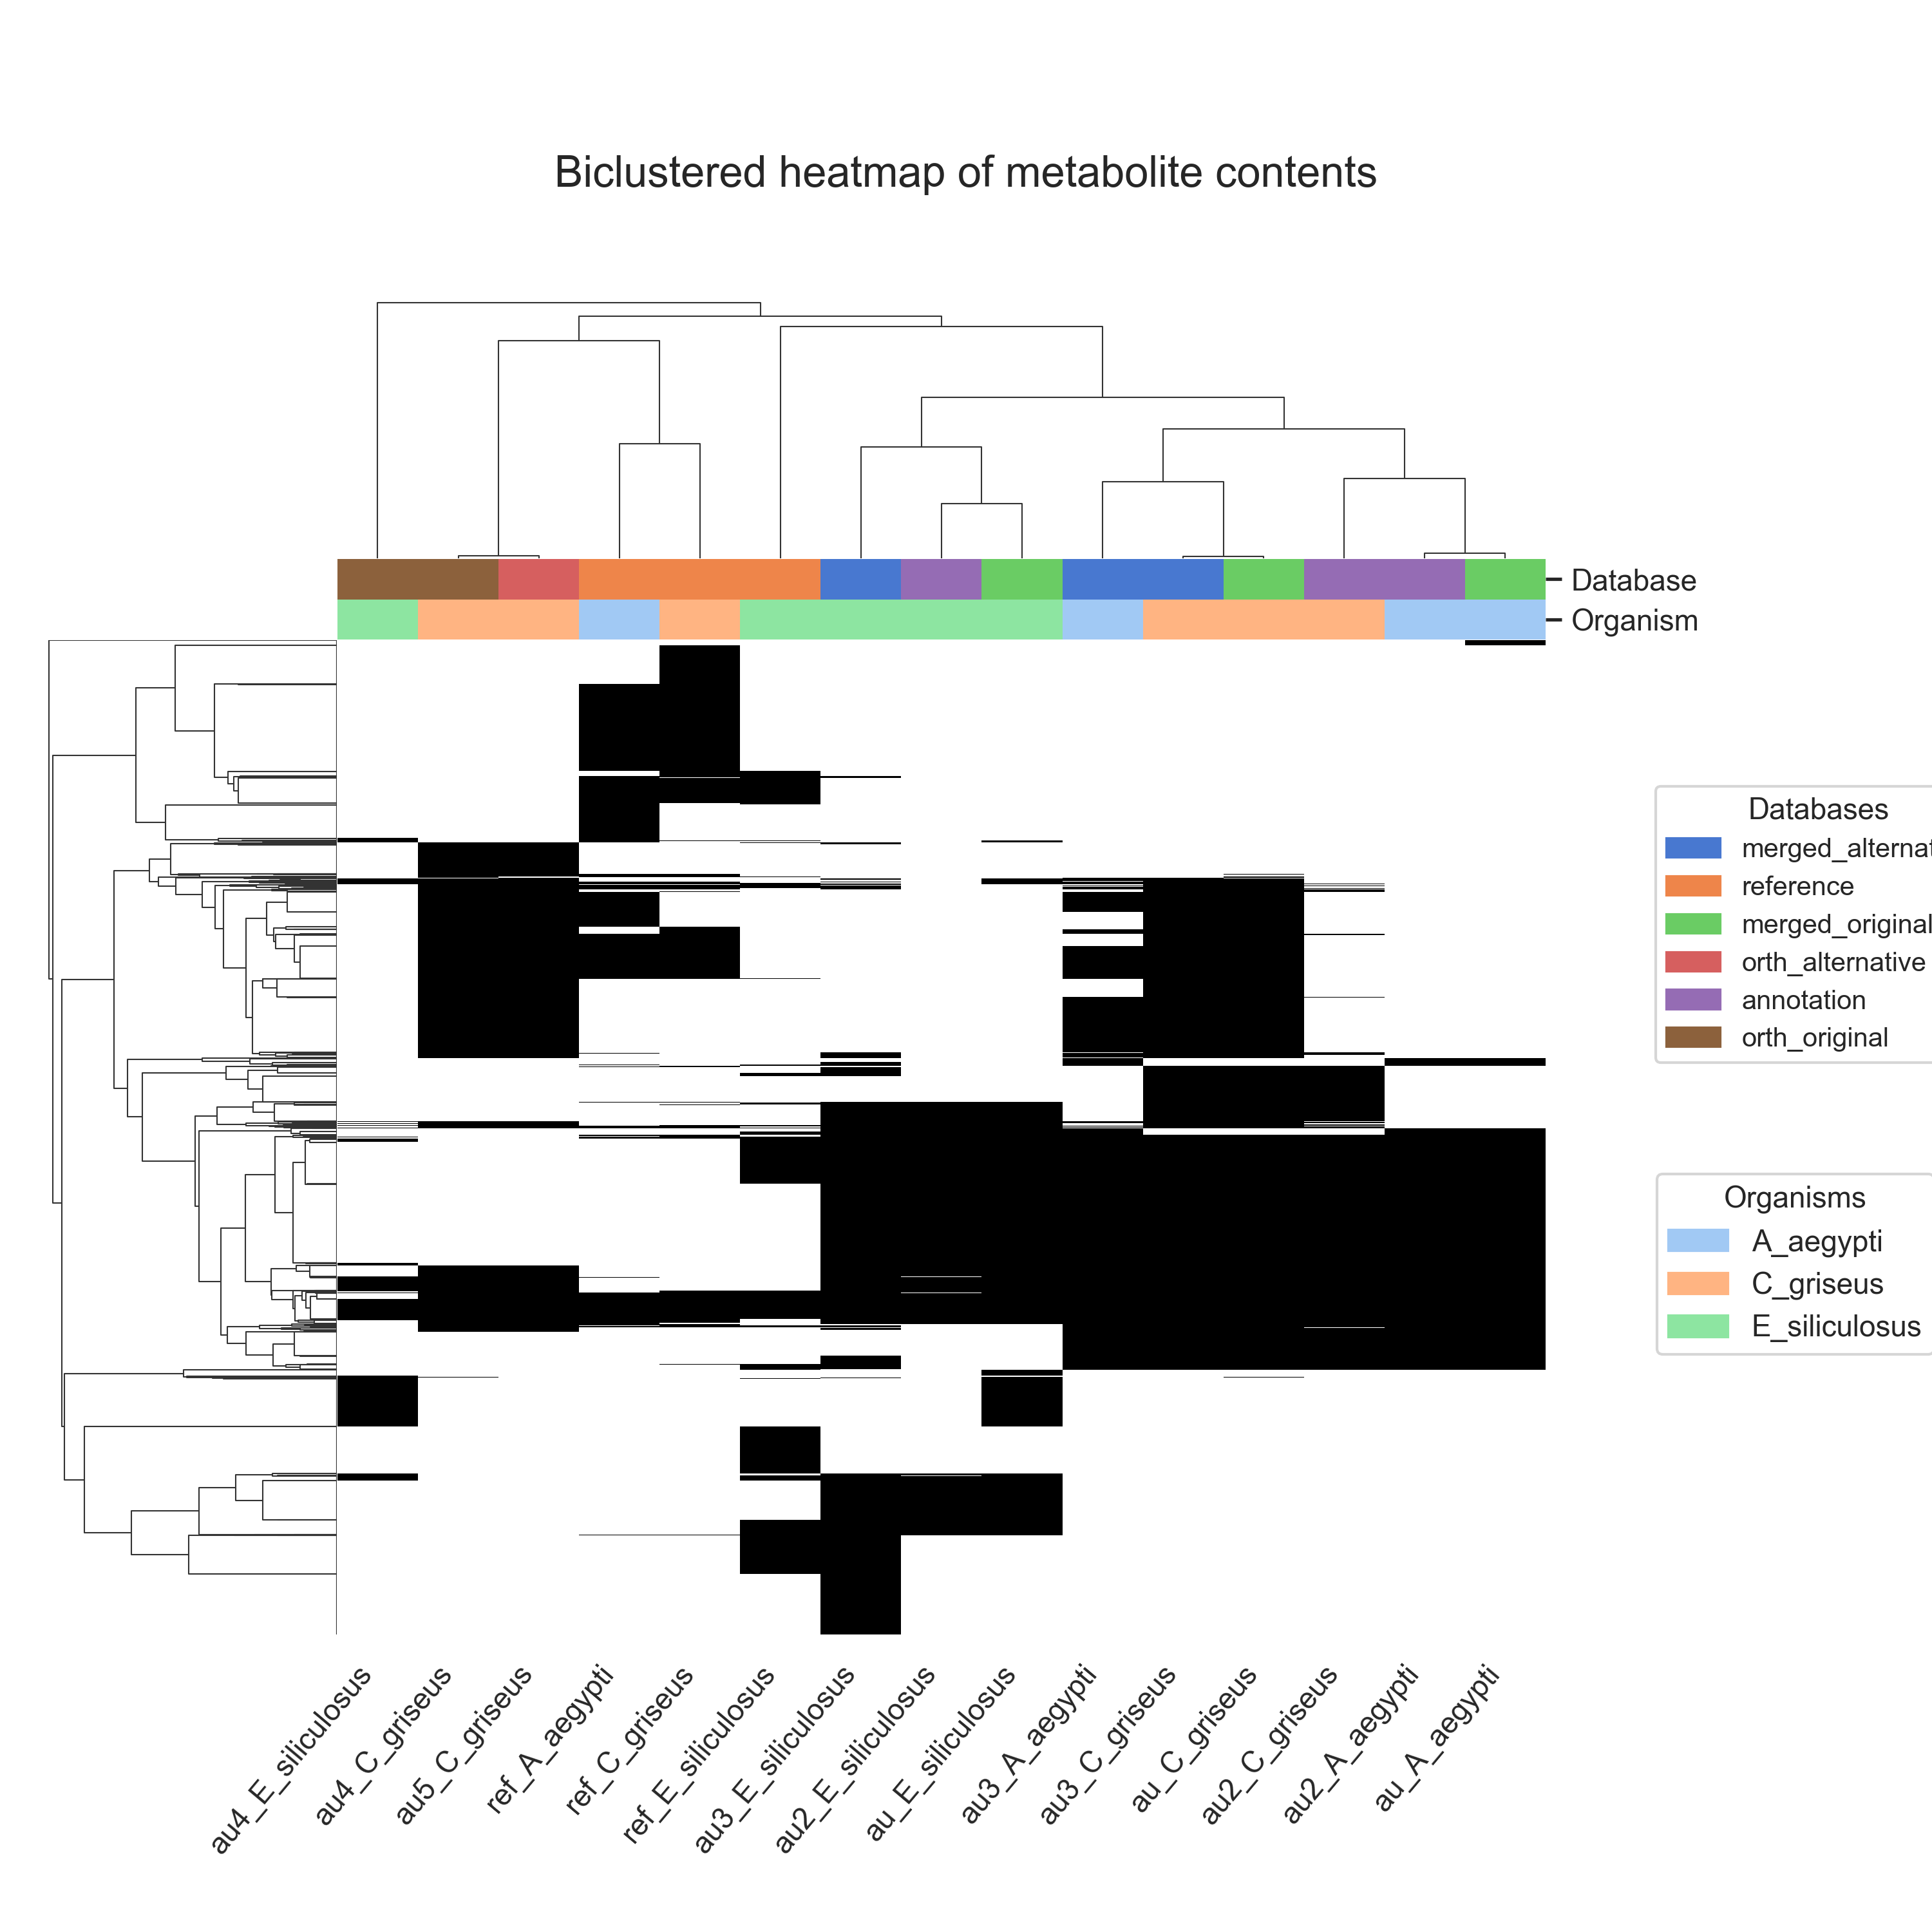 Biclustered heatmap of metabolite contents
Database
Organism
Databases
merged_alternat
reference
merged_original
orth_alternative
annotation
orth_original
Organisms
A_aegypti
C_griseus
E_siliculosus
au4_E_siliculosus
au4_C_griseus
au5_C_griseus
ref_A_aegypti
ref_C_griseus
ref_E_siliculosus
au3_E_siliculosus
au2_E_siliculosus
au_E_siliculosus
au3_A_aegypti
au3_C_griseus
au_C_griseus
au2_C_griseus
au2_A_aegypti
au_A_aegypti